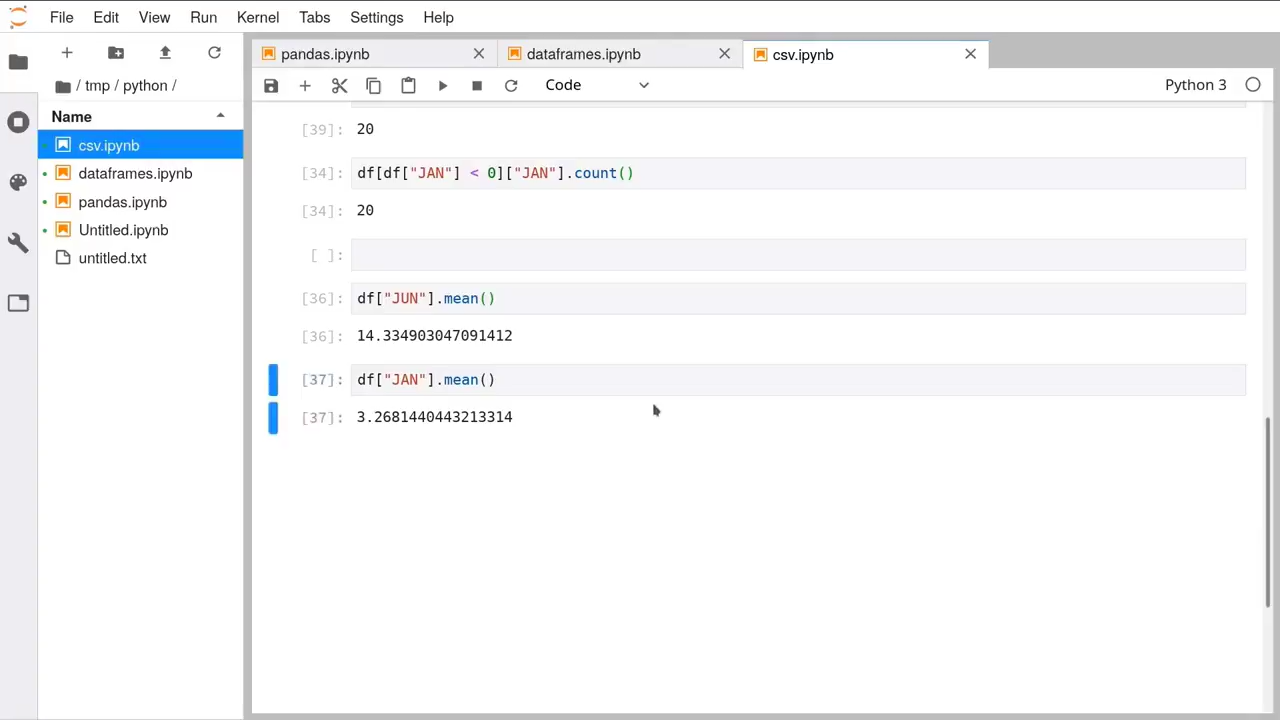 File Edit View Run Kernel Tabs Settings Help
pandas.ipynb dataframes.ipynb csv.ipynb
/ tmp / python /
Code Python 3
Name
csv.ipynb
dataframes.ipynb
pandas.ipynb
Untitled.ipynb
untitled.txt
[39]: 20
[34]: df[df["JAN"] < 0]["JAN"].count()
[34]: 20
[ ]:
[36]: df["JUN"].mean()
[36]: 14.334903047091412
[37]: df["JAN"].mean()
[37]: 3.2681440443213314